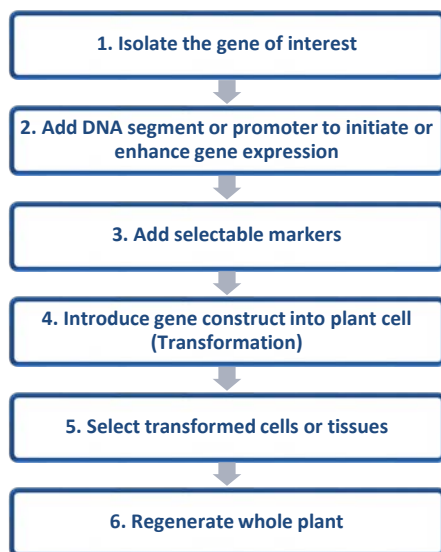 1. Isolate the gene of interest
2. Add DNA segment or promoter to initiate or
enhance gene expression
3. Add selectable markers
4. Introduce gene construct into plant cell
(Transformation)
5. Select transformed cells or tissues
6. Regenerate whole plant